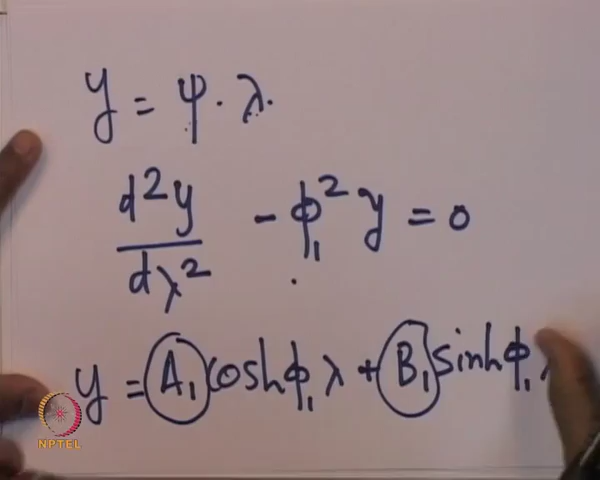 y = ψ · λ.
d²y/dλ² - ϕ₁² y = 0
y = A₁ cosh ϕ₁ λ + B₁ sinh ϕ₁ λ
NPTEL